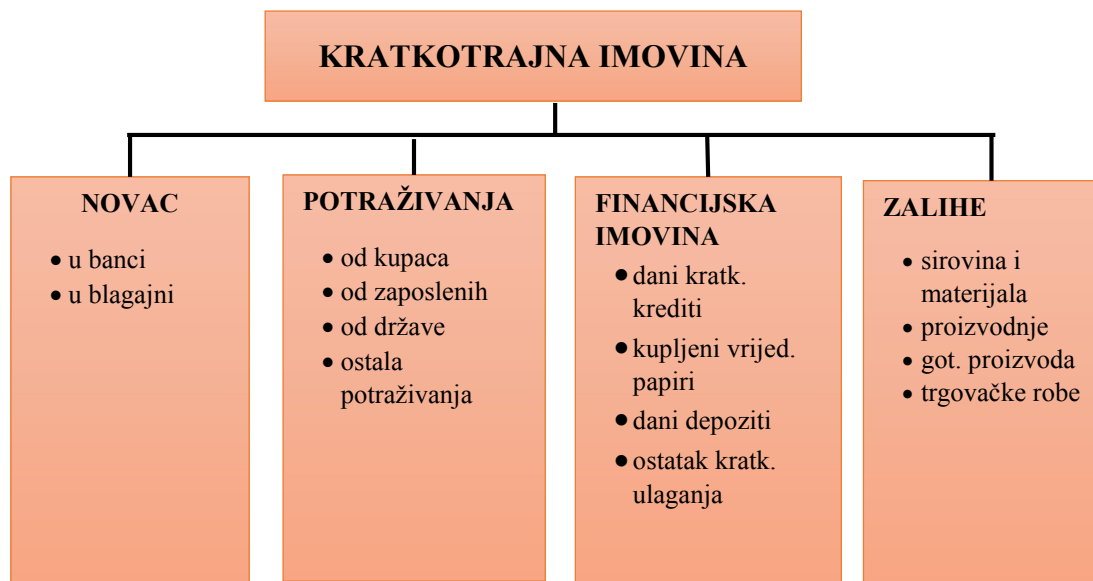 KRATKOTRAJNA IMOVINA
NOVAC
• u banci
• u blagajni
POTRAŽIVANJA
• od kupaca
• od zaposlenih
• od države
• ostala
potraživanja
FINANCIJSKA
IMOVINA
• dani kratk.
krediti
• kupljeni vrijed.
papiri
• dani depoziti
• ostatak kratk.
ulaganja
ZALIHE
• sirovina i
materijala
• proizvodnje
• got. proizvoda
• trgovačke robe